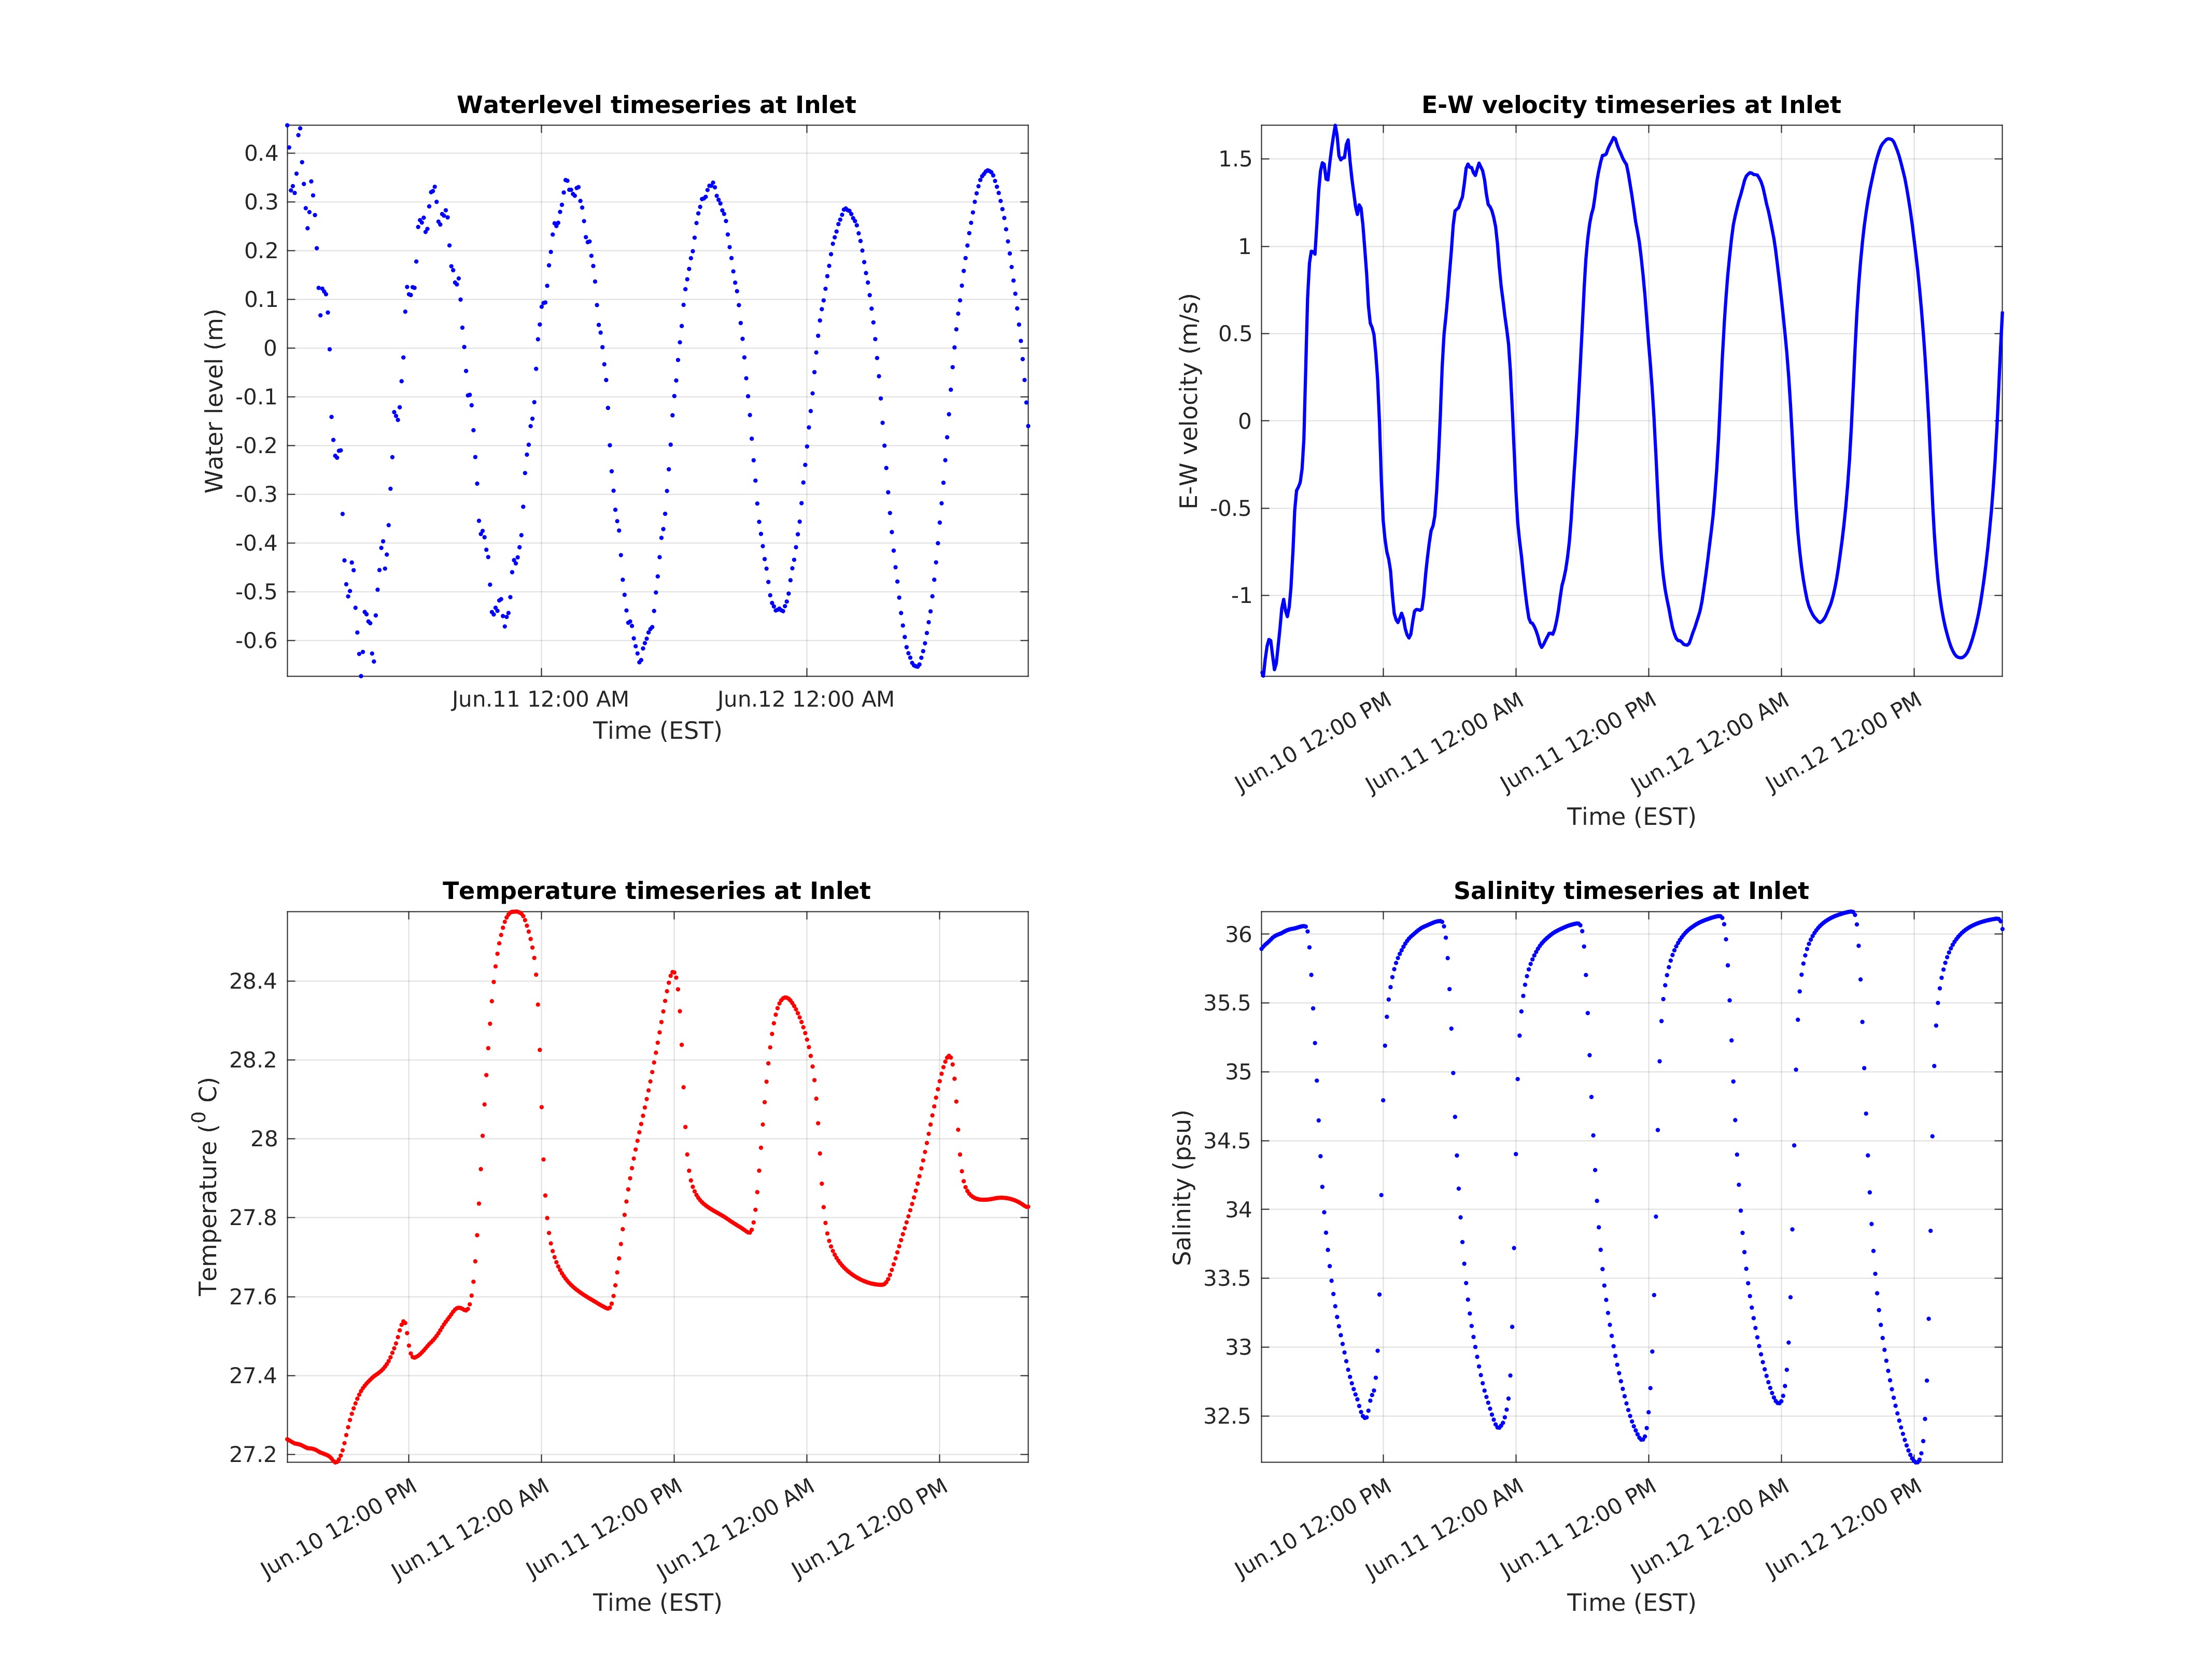 Waterlevel timeseries at Inlet
0.4
0.3
0.2
0.1
0
-0.1
-0.2
-0.3
-0.4
-0.5
-0.6
Water level (m)
Jun.11 12:00 AM
Jun.12 12:00 AM
Time (EST)
E-W velocity timeseries at Inlet
1.5
1
0.5
0
-0.5
-1
E-W velocity (m/s)
Jun.10 12:00 PM
Jun.11 12:00 AM
Jun.11 12:00 PM
Jun.12 12:00 AM
Jun.12 12:00 PM
Time (EST)
Temperature timeseries at Inlet
28.4
28.2
28
27.8
27.6
27.4
27.2
Temperature (⁰ C)
Jun.10 12:00 PM
Jun.11 12:00 AM
Jun.11 12:00 PM
Jun.12 12:00 AM
Jun.12 12:00 PM
Time (EST)
Salinity timeseries at Inlet
36
35.5
35
34.5
34
33.5
33
32.5
Salinity (psu)
Jun.10 12:00 PM
Jun.11 12:00 AM
Jun.11 12:00 PM
Jun.12 12:00 AM
Jun.12 12:00 PM
Time (EST)